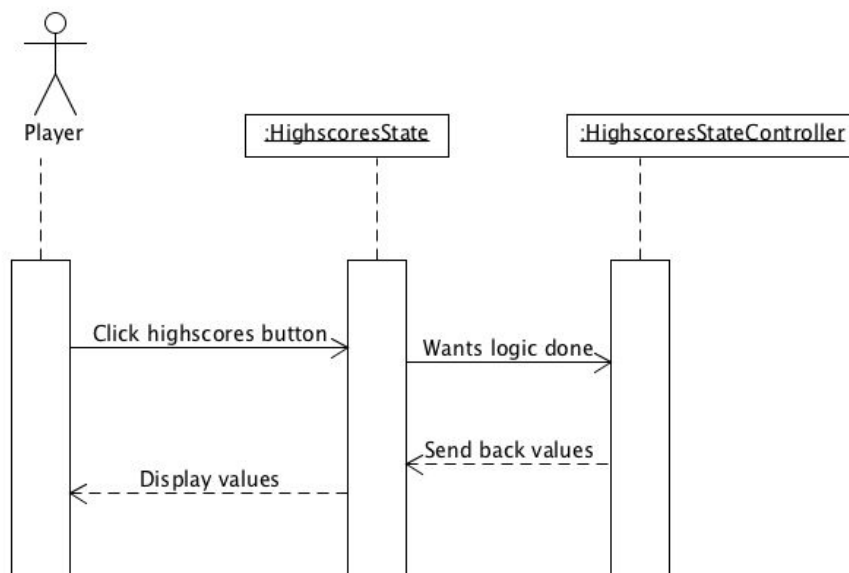 Player
:HighscoresState
:HighscoresStateController
Click highscores button
Wants logic done
Send back values
Display values